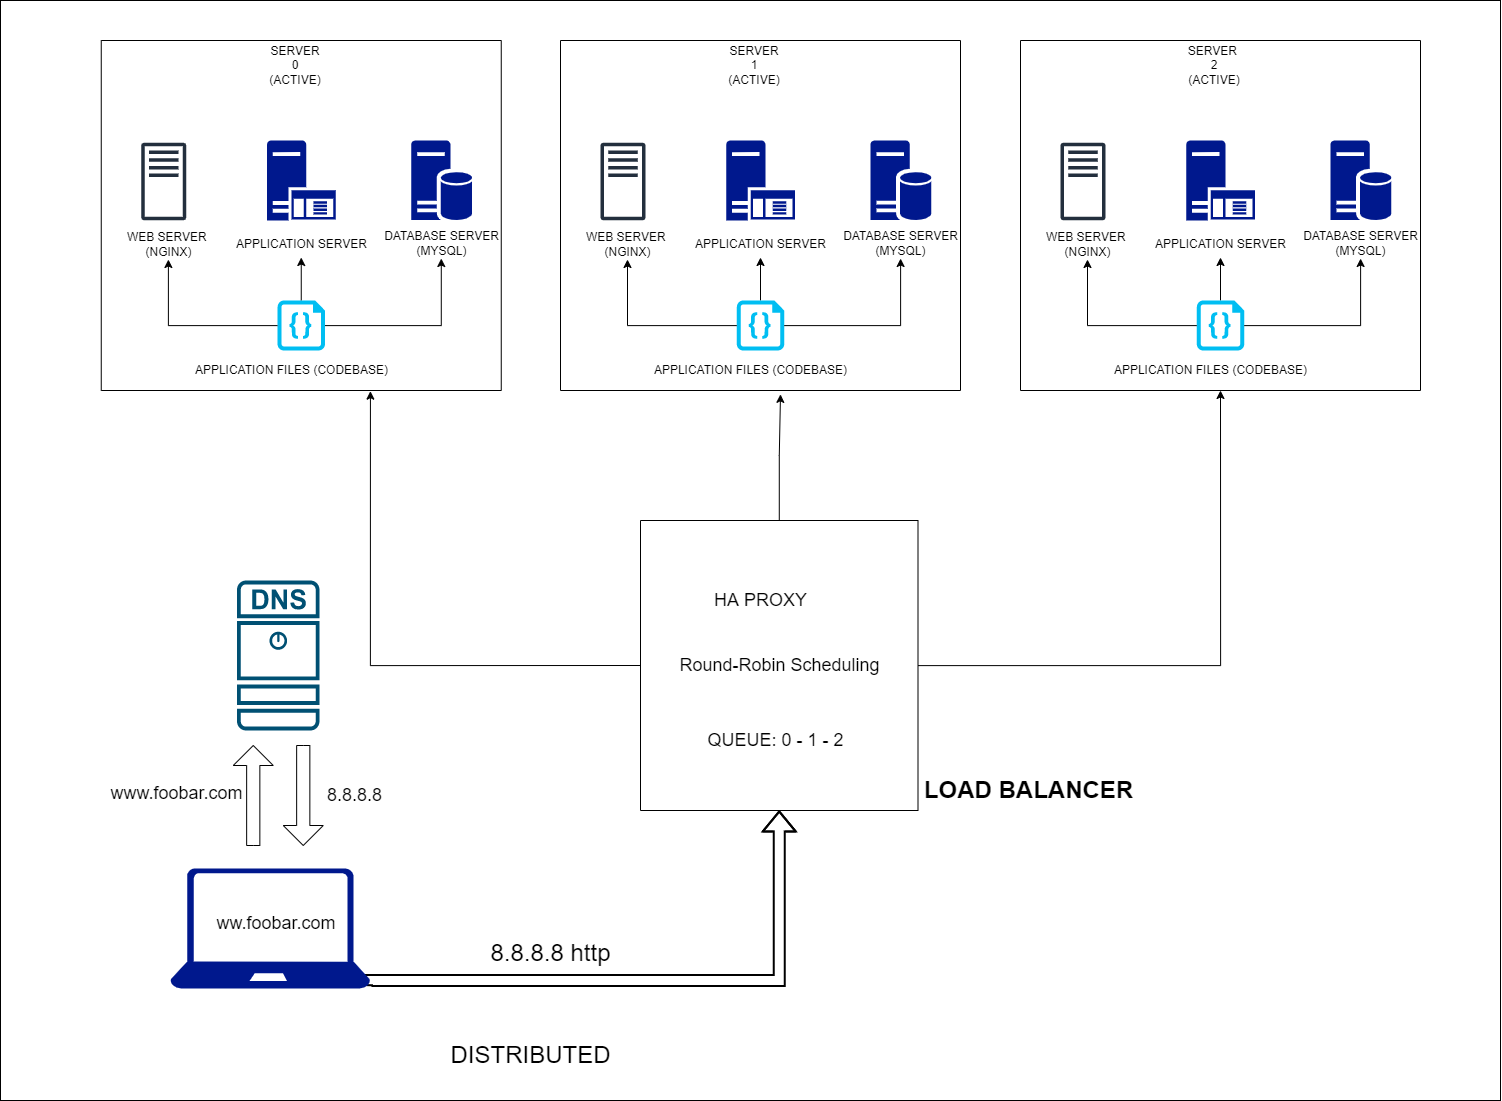 SERVER
0
(ACTIVE)
WEB SERVER
(NGINX)
APPLICATION SERVER
DATABASE SERVER
(MYSQL)
{}
APPLICATION FILES (CODEBASE)
SERVER
1
(ACTIVE)
WEB SERVER
(NGINX)
APPLICATION SERVER
DATABASE SERVER
(MYSQL)
{}
APPLICATION FILES (CODEBASE)
SERVER
2
(ACTIVE)
WEB SERVER
(NGINX)
APPLICATION SERVER
DATABASE SERVER
(MYSQL)
{}
APPLICATION FILES (CODEBASE)
HA PROXY
Round-Robin Scheduling
QUEUE: 0 - 1 - 2
LOAD BALANCER
DNS
www.foobar.com
8.8.8.8
ww.foobar.com
8.8.8.8 http
DISTRIBUTED